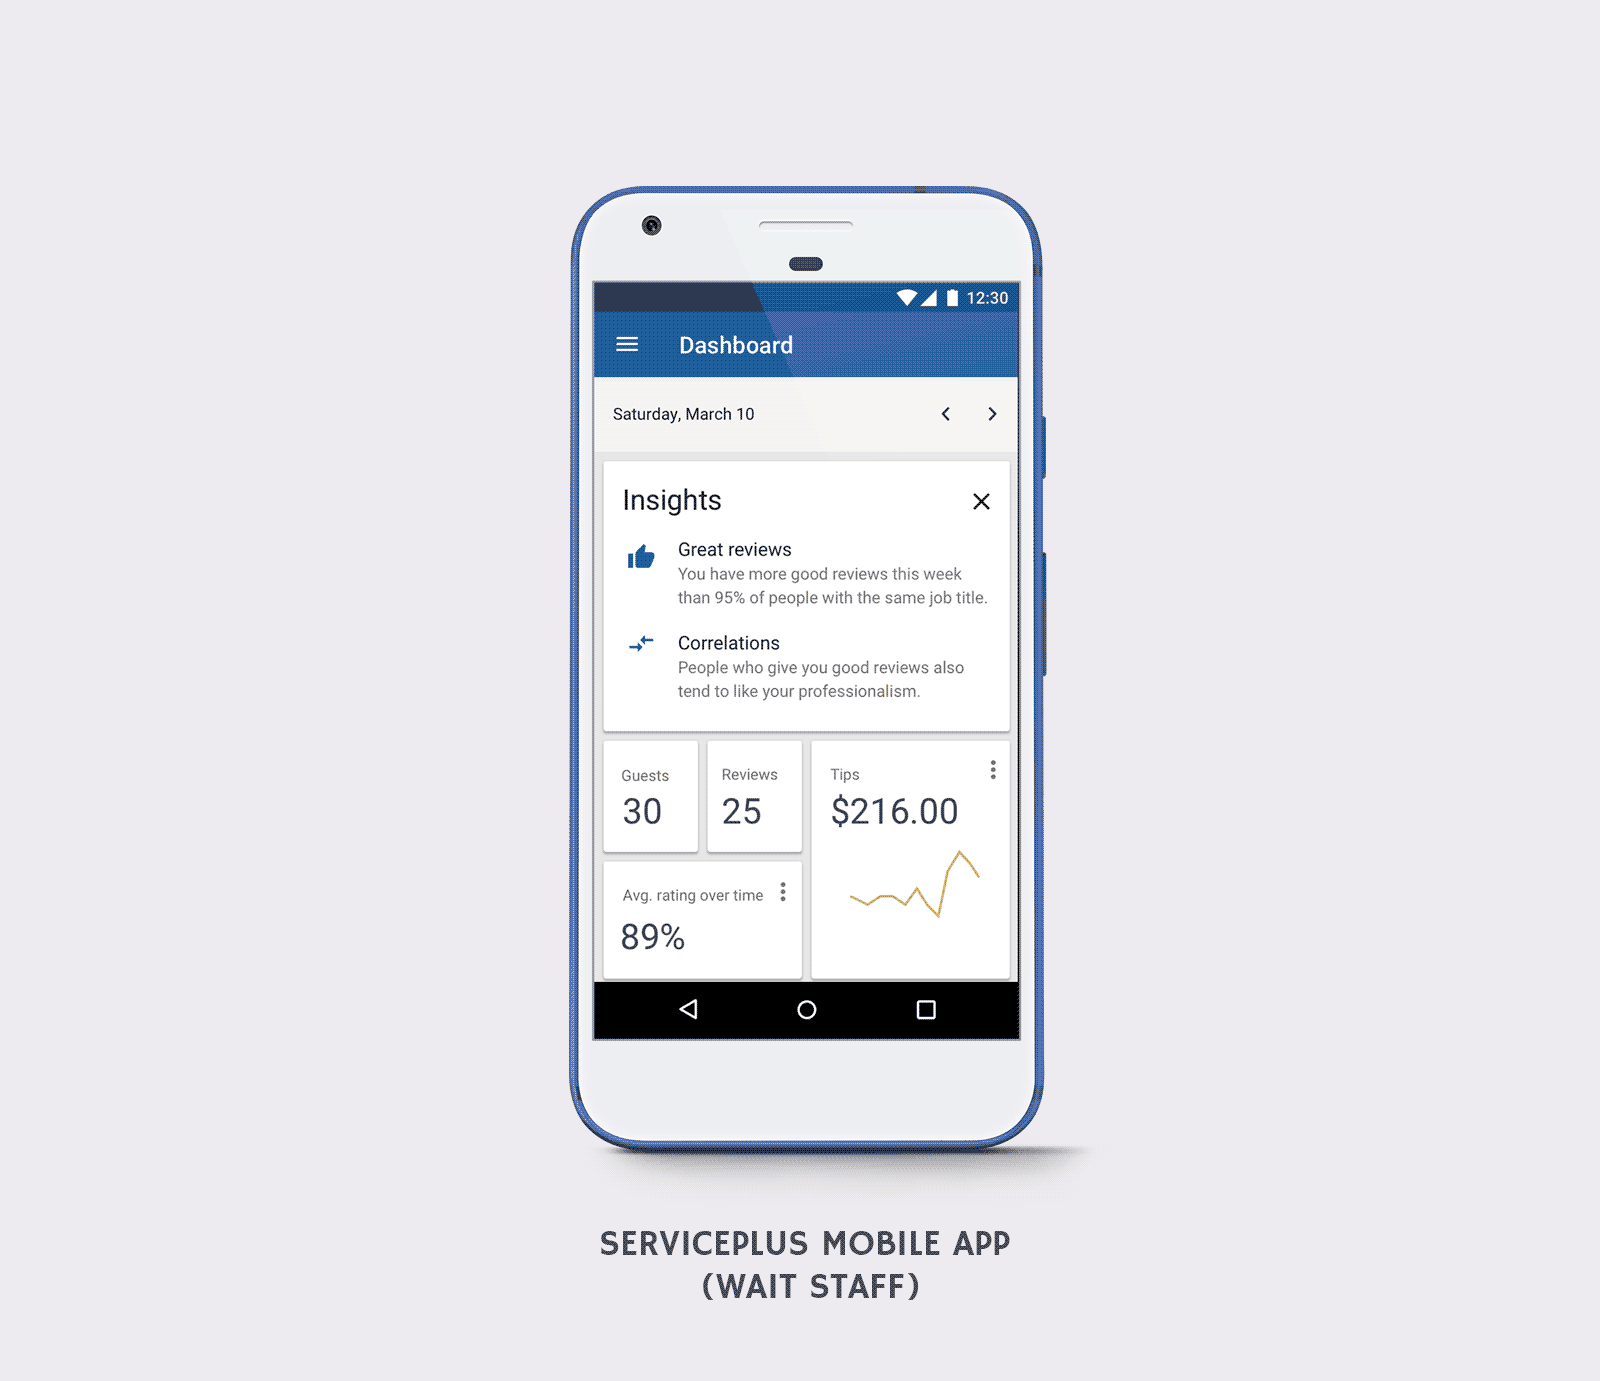 12:30
Dashboard
Saturday, March 10
Insights
Great reviews
You have more good reviews this week
than 95% of people with the same job title.
Correlations
People who give you good reviews also
tend to like your professionalism.
Guests
30
Reviews
25
Tips
$216.00
Avg. rating over time
89%
SERVICEPLUS MOBILE APP
(WAIT STAFF)